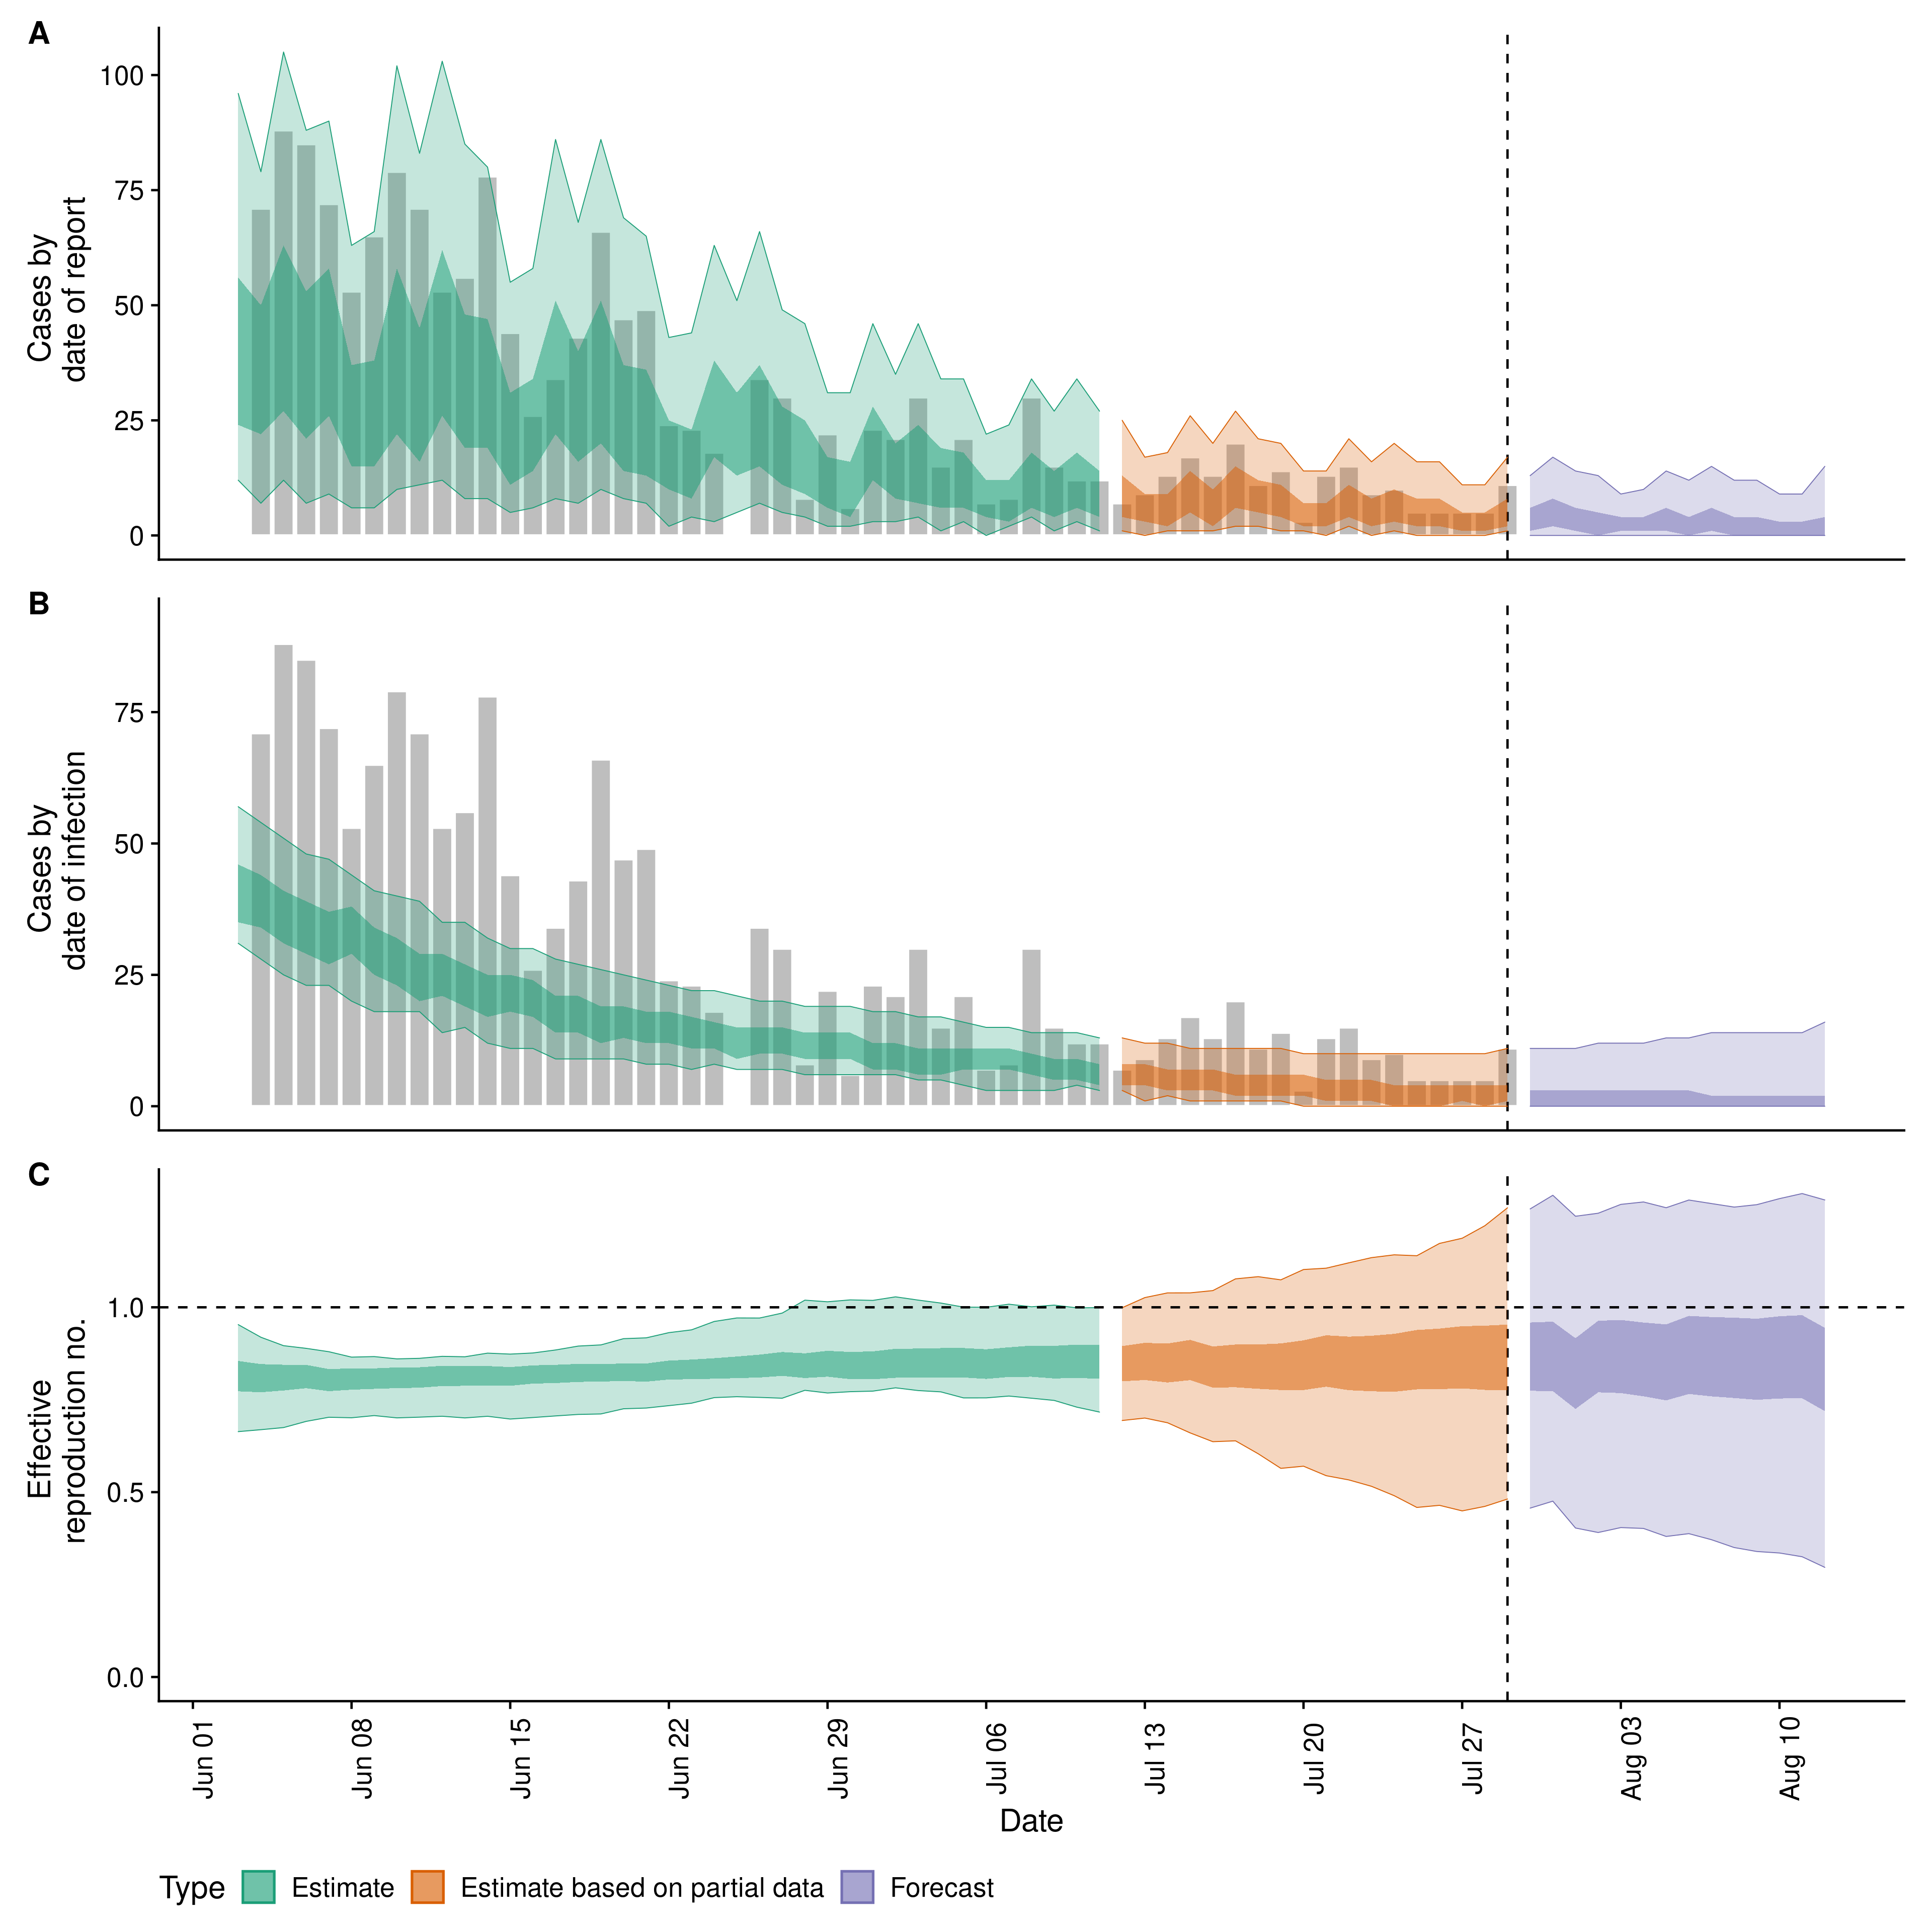 A
Cases by
date of report
100
75
50
25
0
B
Cases by
date of infection
75
50
25
0
C
Effective
reproduction no.
1.0
0.5
0.0
Jun 01
Jun 08
Jun 15
Jun 22
Jun 29
Jul 06
Jul 13
Jul 20
Jul 27
Aug 03
Aug 10
Date
Type Estimate Estimate based on partial data Forecast